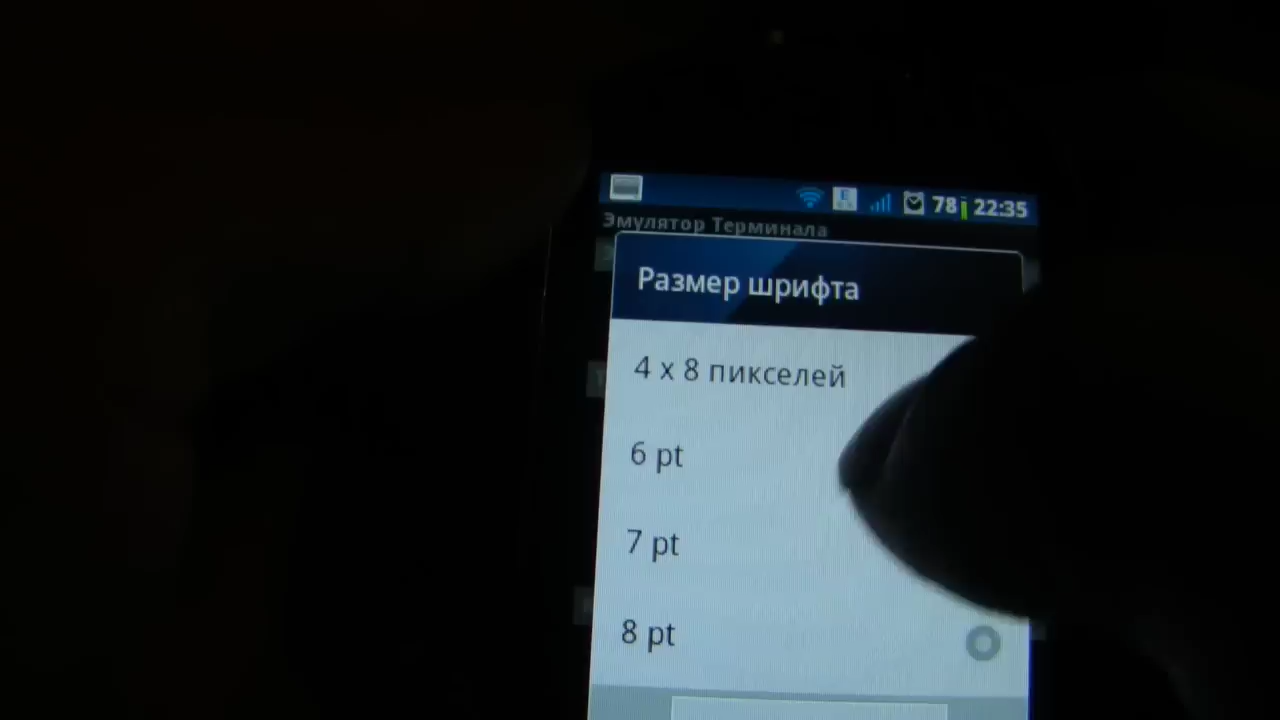 78 22:35
Эмулятор Терминала
Размер шрифта
4 x 8 пикселей
6 pt
7 pt
8 pt